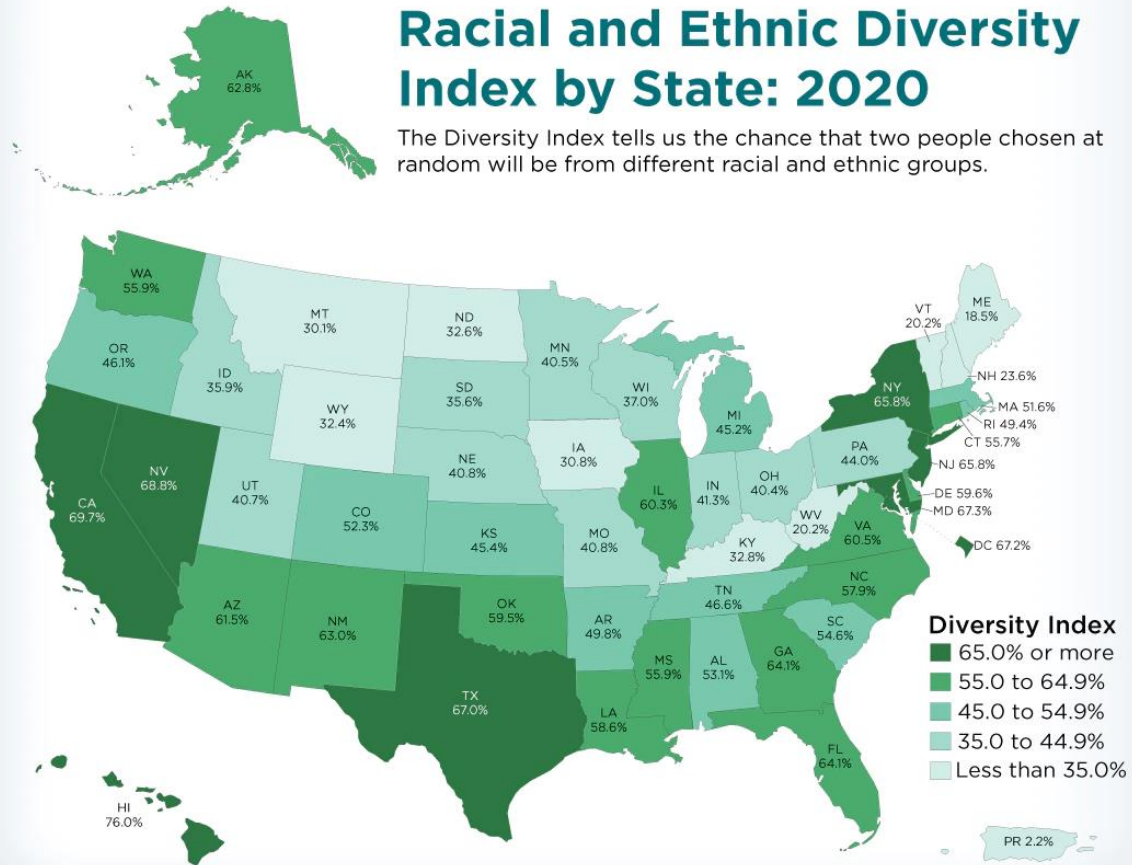 Racial and Ethnic Diversity
Index by State: 2020
The Diversity Index tells us the chance that two people chosen at
random will be from different racial and ethnic groups.
AK
62.8%
WA
55.9%
OR
46.1%
ID
35.9%
MT
30.1%
ND
32.6%
MN
40.5%
WI
37.0%
MI
45.2%
VT
20.2%
ME
18.5%
NH 23.6%
NY
65.8%
MA 51.6%
RI 49.4%
CT 55.7%
WY
32.4%
SD
35.6%
IA
30.8%
NE
40.8%
PA
44.0%
NJ 65.8%
NV
68.8%
CA
69.7%
UT
40.7%
CO
52.3%
KS
45.4%
MO
40.8%
IL
60.3%
IN
41.3%
OH
40.4%
WV
20.2%
KY
32.8%
VA
60.5%
DE 59.6%
MD 67.3%
DC 67.2%
AZ
61.5%
NM
63.0%
OK
59.5%
AR
49.8%
TN
46.6%
NC
57.9%
SC
54.6%
TX
67.0%
LA
58.6%
MS
55.9%
AL
53.1%
GA
64.1%
FL
64.1%
HI
76.0%
Diversity Index
65.0% or more
55.0 to 64.9%
45.0 to 54.9%
35.0 to 44.9%
Less than 35.0%
PR 2.2%